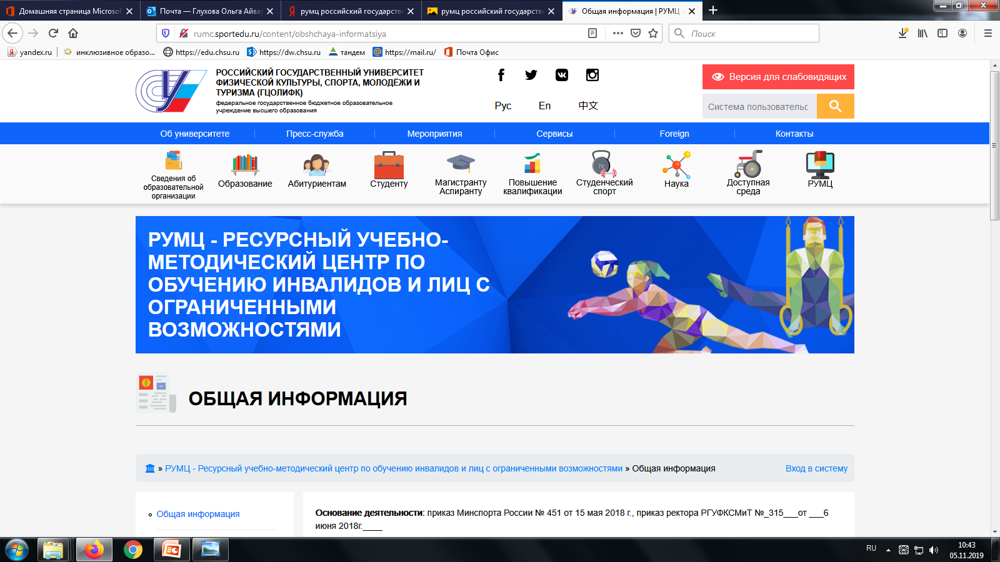 Домашняя страница Microsof
Почта — Глухова Ольга Айва
румц российский государстве
румц российский государстве
Общая информация | РУМЦ -
rumc.sportedu.ru/content/obshchaya-informatsiya
Поиск
yandex.ru
инклюзивное образо...
https://edu.chsu.ru
https://dw.chsu.ru
тандем
https://mail.ru/
Почта Офис
РОССИЙСКИЙ ГОСУДАРСТВЕННЫЙ УНИВЕРСИТЕТ
ФИЗИЧЕСКОЙ КУЛЬТУРЫ, СПОРТА, МОЛОДЁЖИ И
ТУРИЗМА (ГЦОЛИФК)
федеральное государственное бюджетное образовательное
учреждение высшего образования
Рус
En
中文
Версия для слабовидящих
Система пользовательс
Об университете
Пресс-служба
Мероприятия
Сервисы
Foreign
Контакты
Сведения об
образовательной
организации
Образование
Абитуриентам
Студенту
Магистранту
Аспиранту
Повышение
квалификации
70
Студенческий
спорт
Наука
Доступная
среда
РУМЦ
РУМЦ - РЕСУРСНЫЙ УЧЕБНО-
МЕТОДИЧЕСКИЙ ЦЕНТР ПО
ОБУЧЕНИЮ ИНВАЛИДОВ И ЛИЦ С
ОГРАНИЧЕННЫМИ
ВОЗМОЖНОСТЯМИ
ОБЩАЯ ИНФОРМАЦИЯ
» РУМЦ - Ресурсный учебно-методический центр по обучению инвалидов и лиц с ограниченными возможностями » Общая информация
Вход в систему
Общая информация
Основание деятельности: приказ Минспорта России № 451 от 15 мая 2018 г., приказ ректора РГУФКСМиТ №_315___от ___6
июня 2018г.____
RU
10:43
05.11.2019